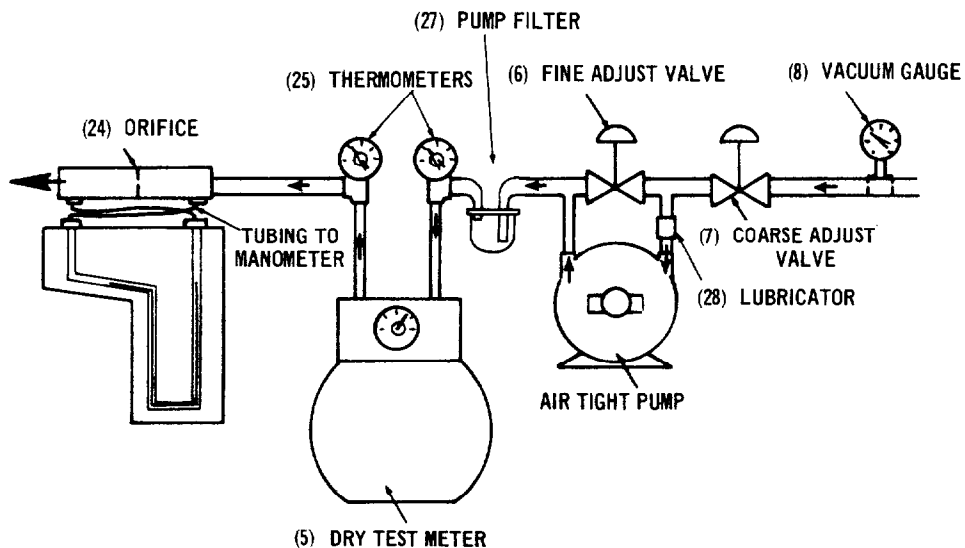 (27) PUMP FILTER
(25) THERMOMETERS
(6) FINE ADJUST VALVE
(8) VACUUM GAUGE
(24) ORIFICE
TUBING TO
MANOMETER
(7) COARSE ADJUST
VALVE
(28) LUBRICATOR
AIR TIGHT PUMP
(5) DRY TEST METER